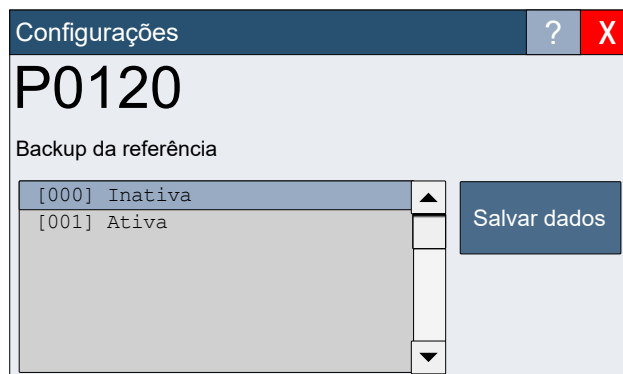 Configurações
?
X
P0120
Backup da referência
[000] Inativa
[001] Ativa
Salvar dados